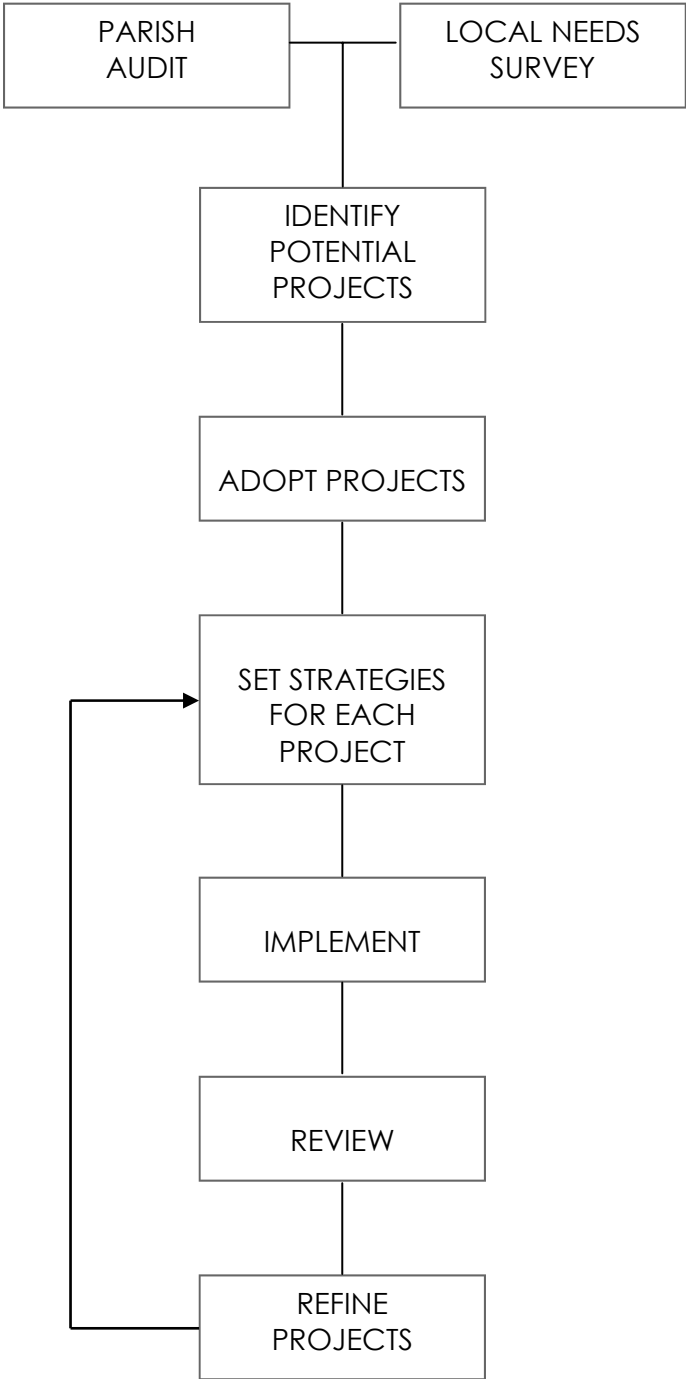 PARISH
AUDIT
LOCAL NEEDS
SURVEY
IDENTIFY
POTENTIAL
PROJECTS
ADOPT PROJECTS
SET STRATEGIES
FOR EACH
PROJECT
IMPLEMENT
REVIEW
REFINE
PROJECTS